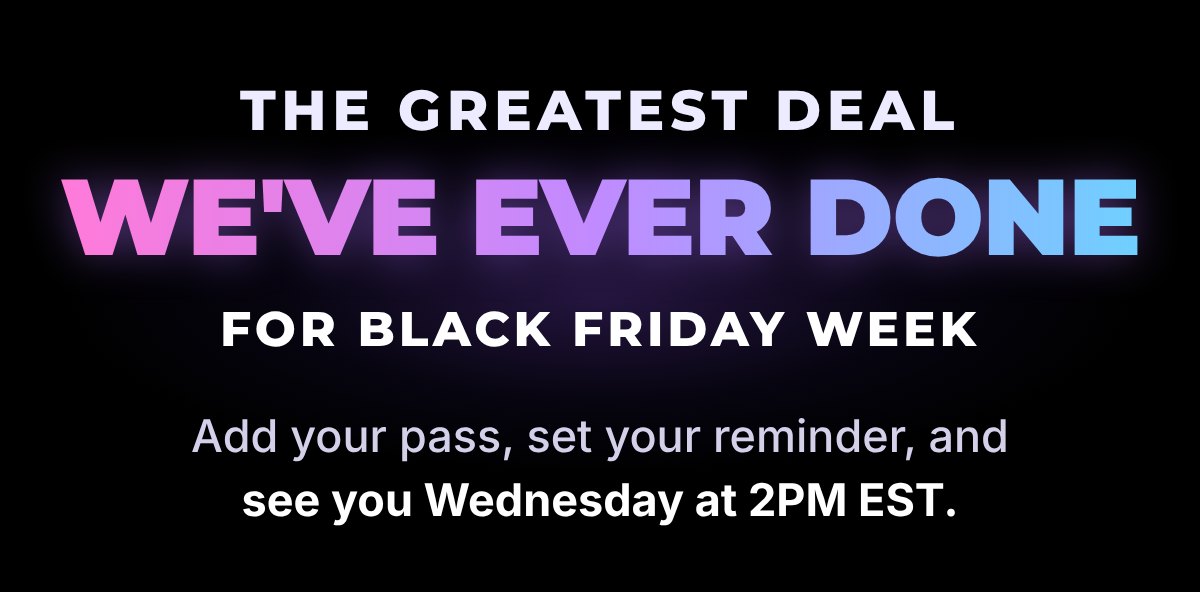 THE GREATEST DEAL
WE'VE EVER DONE
FOR BLACK FRIDAY WEEK
Add your pass, set your reminder, and
see you Wednesday at 2PM EST.